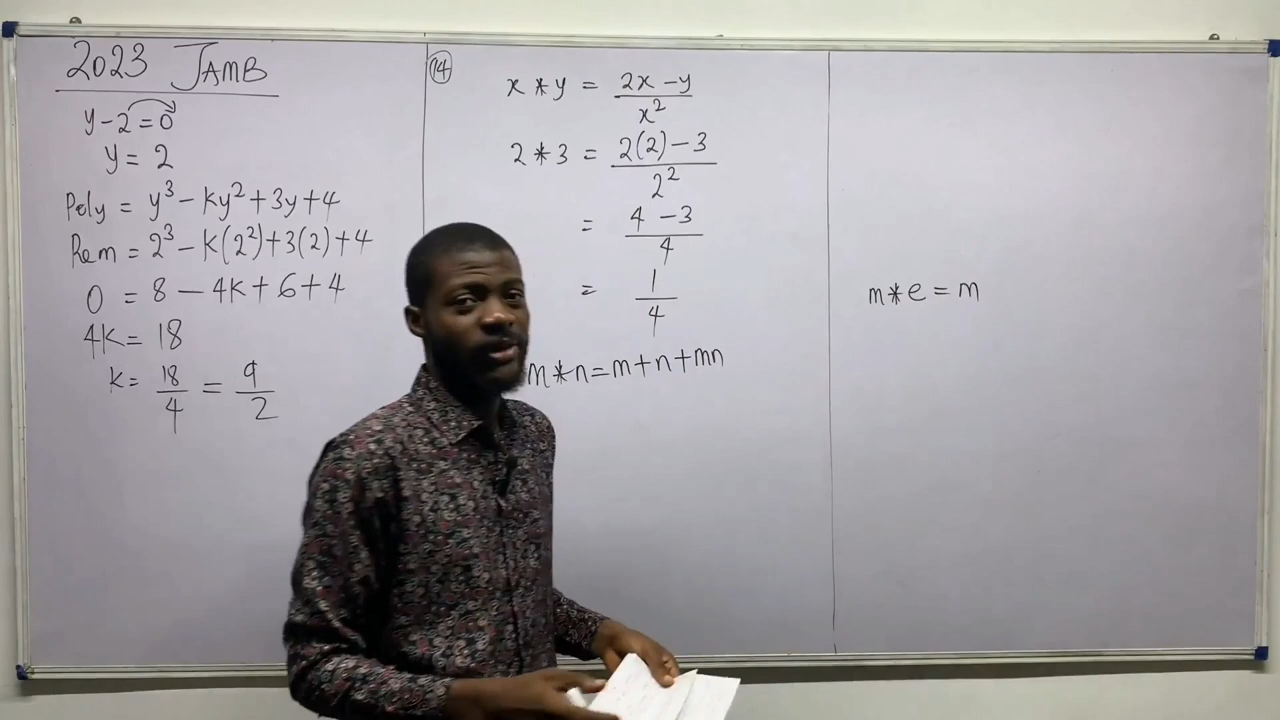 2023 JAMB
y-2=0
y = 2
Poly = y³ - ky² + 3y + 4
Rem = 2³ - k(2²) + 3(2) + 4
0 = 8 - 4k + 6 + 4
4k = 18
k = 18/4 = 9/2
14
x * y = (2x - y)/x²
2 * 3 = (2(2) - 3)/2²
= (4 - 3)/4
= 1/4
m * n = m + n + mn
m * e = m